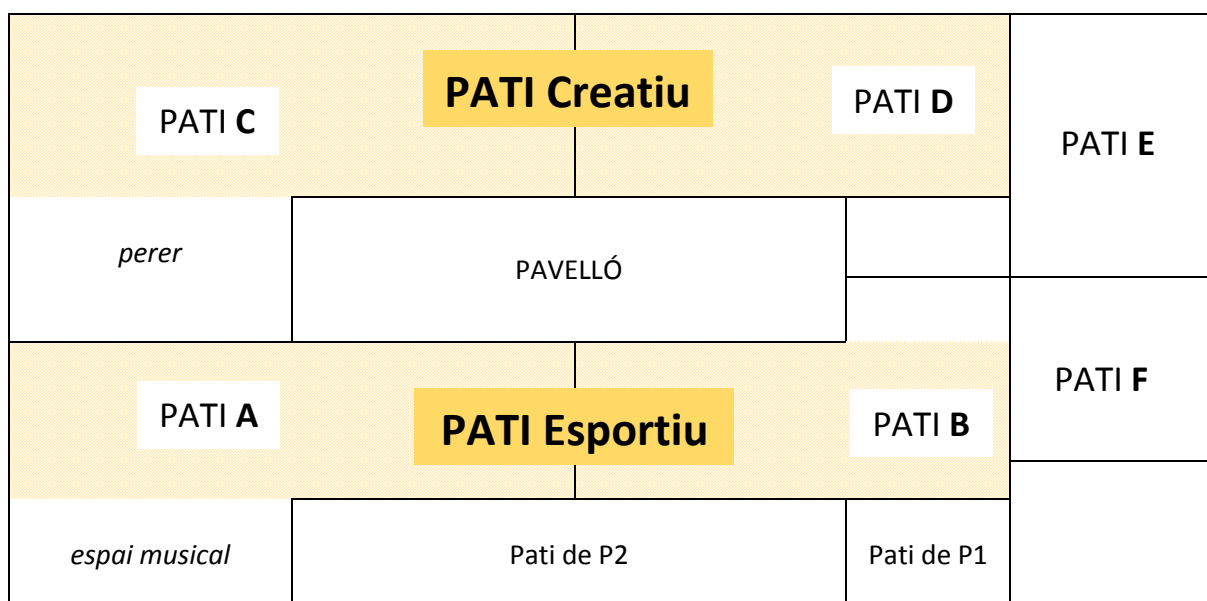 PATI Creatiu
PATI C
PATI D
PATI E
perer
PAVELLÓ
PATI A
PATI Esportiu
PATI B
PATI F
espai musical
Pati de P2
Pati de P1